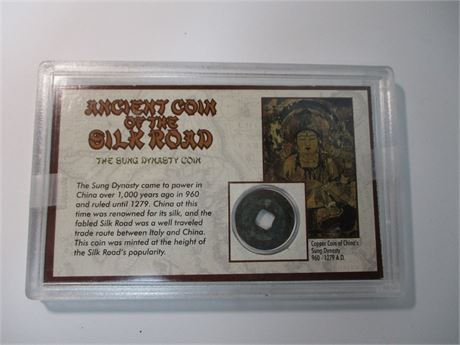 ANCIENT COIN
OF THE
SILK ROAD
THE SUNG DYNASTY COIN
The Sung Dynasty came to power in
China over 1,000 years ago in 960
and ruled until 1279. China at this
time was renowned for its silk, and the
fabled Silk Road was a well traveled
trade route between Italy and China.
This coin was minted at the height of
the Silk Road's popularity.
Copper Coin of China's
Sung Dynasty
960 - 1279 A.D.